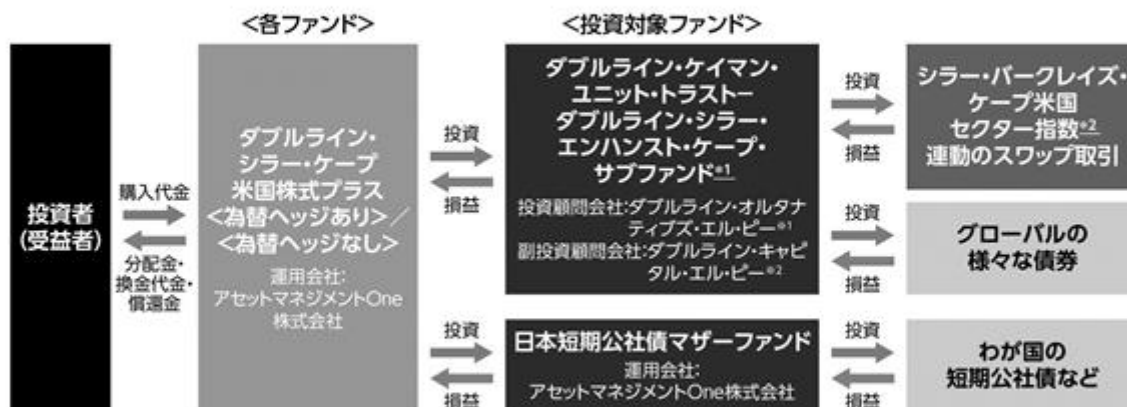 <各ファンド>
<投資対象ファンド>
投資者
(受益者)
購入代金
分配金・
換金代金・
償還金
ダブルライン・
シラー・ケープ
米国株式プラス
<為替ヘッジあり>／
<為替ヘッジなし>
運用会社:
アセットマネジメントOne
株式会社
投資
損益
投資
損益
ダブルライン・ケイマン・
ユニット・トラスト−
ダブルライン・シラー・
エンハンスト・ケープ・
サブファンド※1
投資顧問会社:ダブルライン・オルタナ
ティブズ・エル・ピー※1
副投資顧問会社:ダブルライン・キャピ
タル・エル・ピー※2
日本短期公社債マザーファンド
運用会社:
アセットマネジメントOne株式会社
投資
損益
投資
損益
投資
損益
シラー・バークレイズ・
ケープ米国
セクター指数※2
連動のスワップ取引
グローバルの
様々な債券
わが国の
短期公社債など